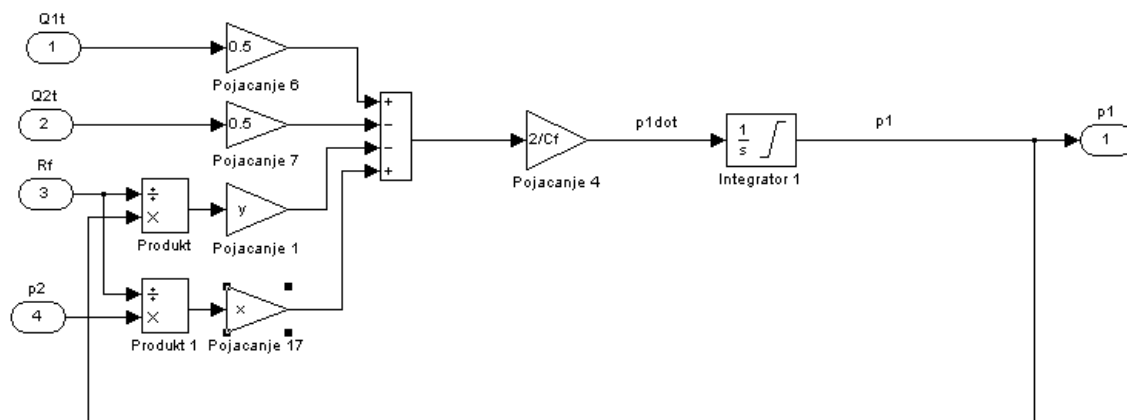 Q1t
1
0.5
Pojacanje 6
Q2t
2
0.5
Pojacanje 7
+
−
−
+
2/Cf
Pojacanje 4
p1dot
1
s
Integrator 1
p1
p1
1
Rf
3
÷
×
Produkt
y
Pojacanje 1
p2
4
÷
×
Produkt 1
x
Pojacanje 17